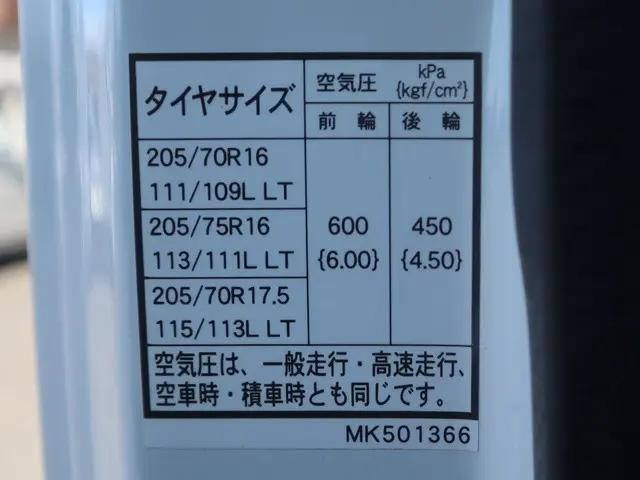 タイヤサイズ
空気圧 kPa {kgf/cm²}
前輪 後輪
205/70R16
111/109L LT
205/75R16 600 450
113/111L LT {6.00} {4.50}
205/70R17.5
115/113L LT
空気圧は、一般走行・高速走行、
空車時・積車時とも同じです。
MK501366